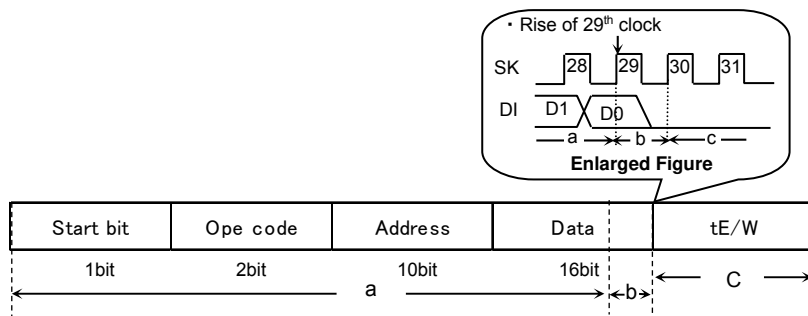 ・Rise of 29th clock
SK 28 29 30 31
DI D1 D0
a b c
Enlarged Figure
Start bit Ope code Address Data tE/W
1bit 2bit 10bit 16bit
a b C